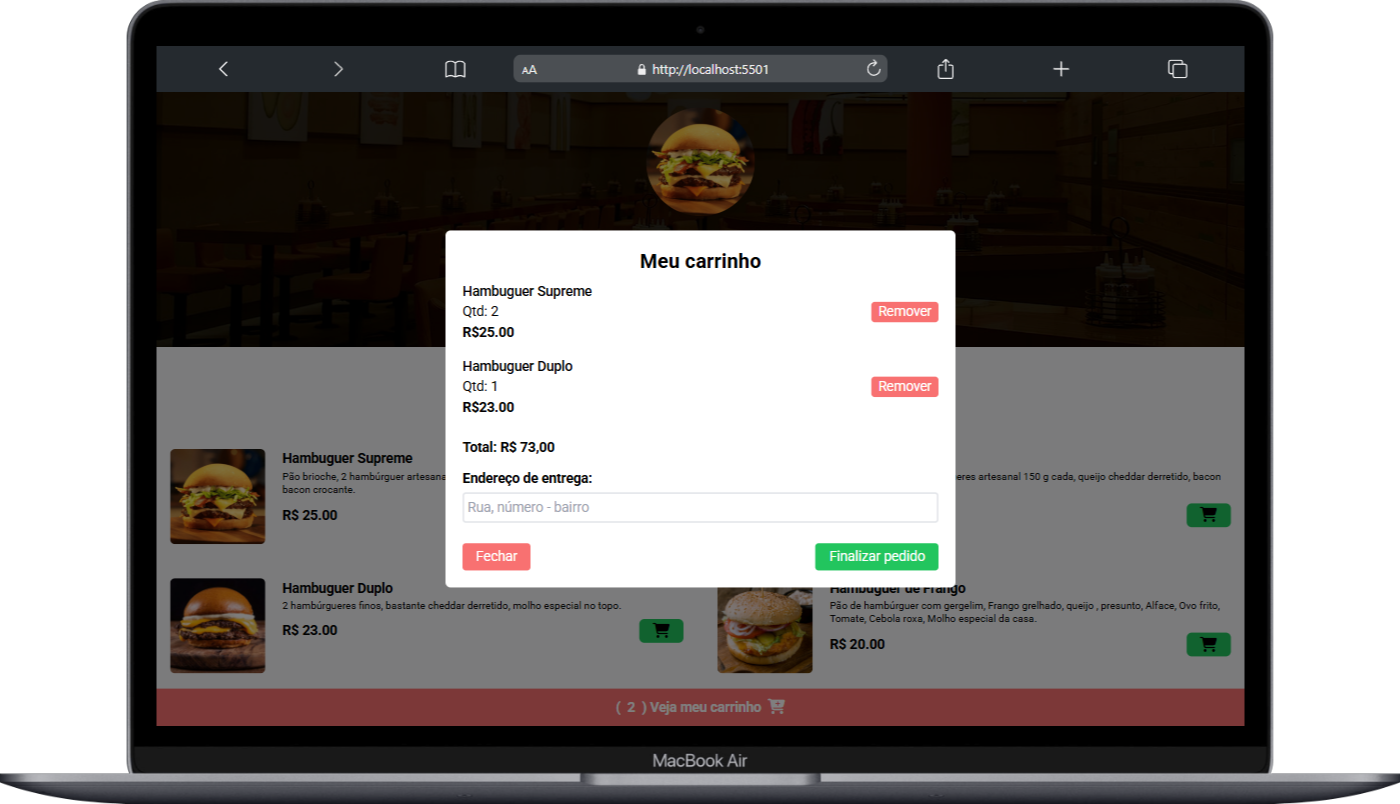 AA
http://localhost:5501
Meu carrinho
Hambuguer Supreme
Qtd: 2
R$25.00
Remover
Hambuguer Duplo
Qtd: 1
R$23.00
Remover
Total: R$ 73,00
Endereço de entrega:
Rua, número - bairro
Fechar
Finalizar pedido
Hambuguer Supreme
Pão brioche, 2 hambúrguer artesana
bacon crocante.
R$ 25.00
eres artesanal 150 g cada, queijo cheddar derretido, bacon
Hambuguer Duplo
2 hambúrgueres finos, bastante cheddar derretido, molho especial no topo.
R$ 23.00
Hambuguer de Frango
Pão de hambúrguer com gergelim, Frango grelhado, queijo , presunto, Alface, Ovo frito,
Tomate, Cebola roxa, Molho especial da casa.
R$ 20.00
( 2 ) Veja meu carrinho
MacBook Air